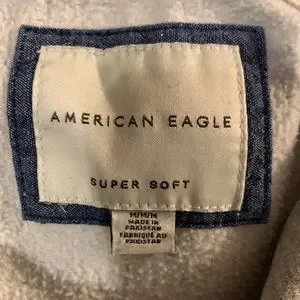 AMERICAN EAGLE
SUPER SOFT
M/M/M
MADE IN
PAKISTAN
FABRIQUÉ AU
PAKISTAN